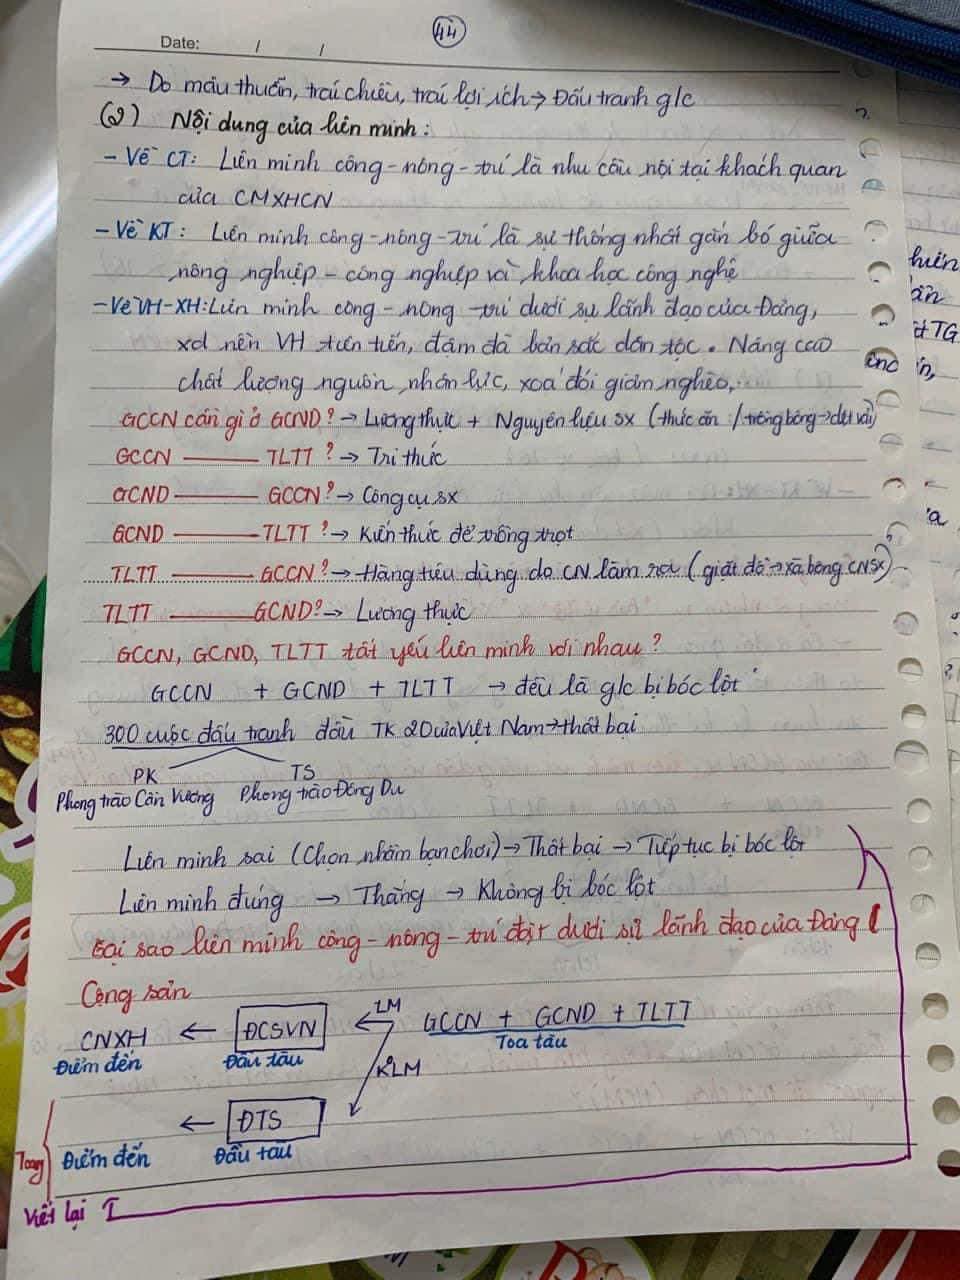 44
Date: / /
→ Do mâu thuẫn, trái chiều, trái lợi ích → Đấu tranh g/c
(2) Nội dung của liên minh:
- Về CT: Liên minh công - nông - trí là nhu cầu nội tại khách quan
của CMXHCN
- Về KT: Liên minh công - nông - trí là sự thống nhất gắn bó giữa
nông nghiệp - công nghiệp và khoa học công nghệ
- Về VH-XH: Liên minh công - nông - trí dưới sự lãnh đạo của Đảng,
xd nền VH tiên tiến, đậm đà bản sắc dân tộc. Nâng cao
chất lượng nguồn nhân lực, xoá đói giảm nghèo,
GCCN cần gì ở GCND? → Lương thực + Nguyên liệu sx (thức ăn / trồng bông → dệt vải)
GCCN —— TLTT? → Tri thức
GCND —— GCCN? → Công cụ sx
GCND —— TLTT? → Kiến thức để trồng trọt
TLTT —— GCCN? → Hàng tiêu dùng do CN làm ra (giặt đồ → xà bông CNSX)
TLTT —— GCND? → Lương thực
GCCN, GCND, TLTT tất yếu liên minh với nhau?
GCCN + GCND + TLTT → đều là g/c bị bóc lột
300 cuộc đấu tranh đầu TK 20 của Việt Nam → thất bại
PK TS
Phong trào Cần Vương Phong trào Đông Du
Liên minh sai (Chọn nhầm bạn chơi) → Thất bại → Tiếp tục bị bóc lột
Liên minh đúng → Thắng → Không bị bóc lột
Tại sao liên minh công - nông - trí đặt dưới sự lãnh đạo của Đảng
Cộng sản
CNXH ← ĐCSVN ← LM GCCN + GCND + TLTT
Điểm đến Đầu tàu Toa tàu
KLM
← ĐTS
Điểm đến Đầu tàu
Viết lại I